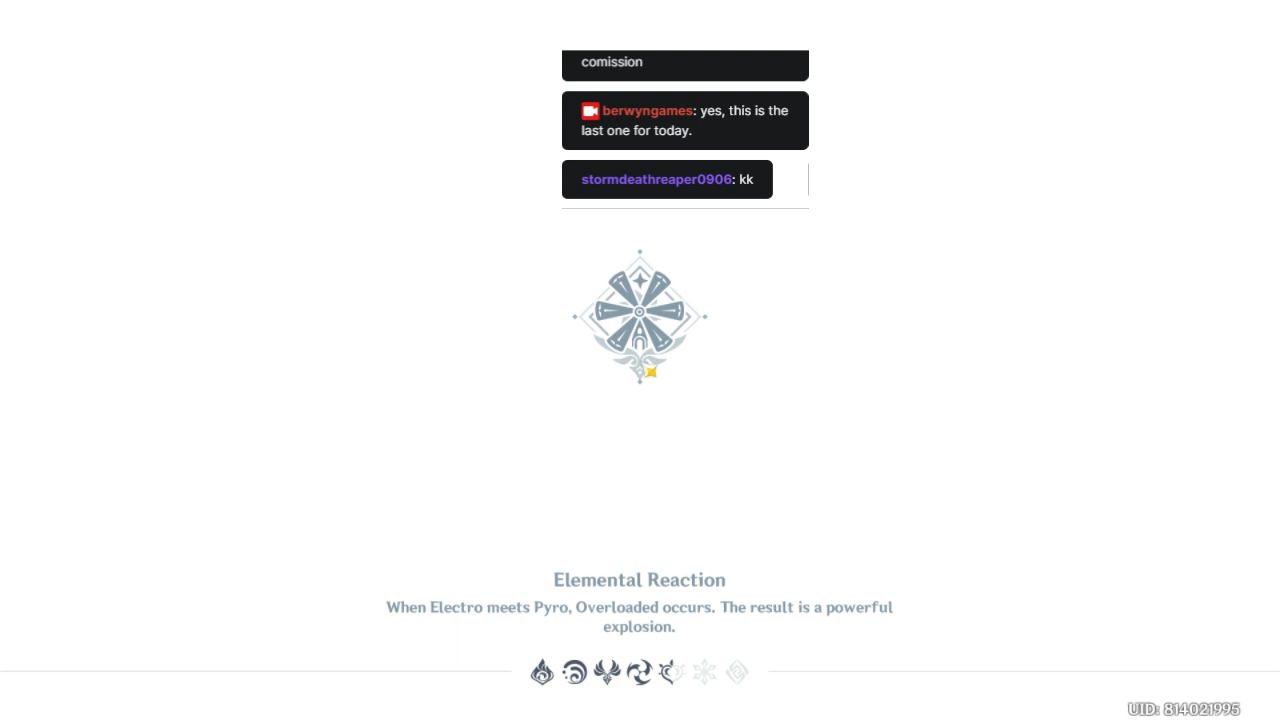 comission
berwyngames: yes, this is the
last one for today.
stormdeathreaper0906: kk
Elemental Reaction
When Electro meets Pyro, Overloaded occurs. The result is a powerful
explosion.
UID: 814021995